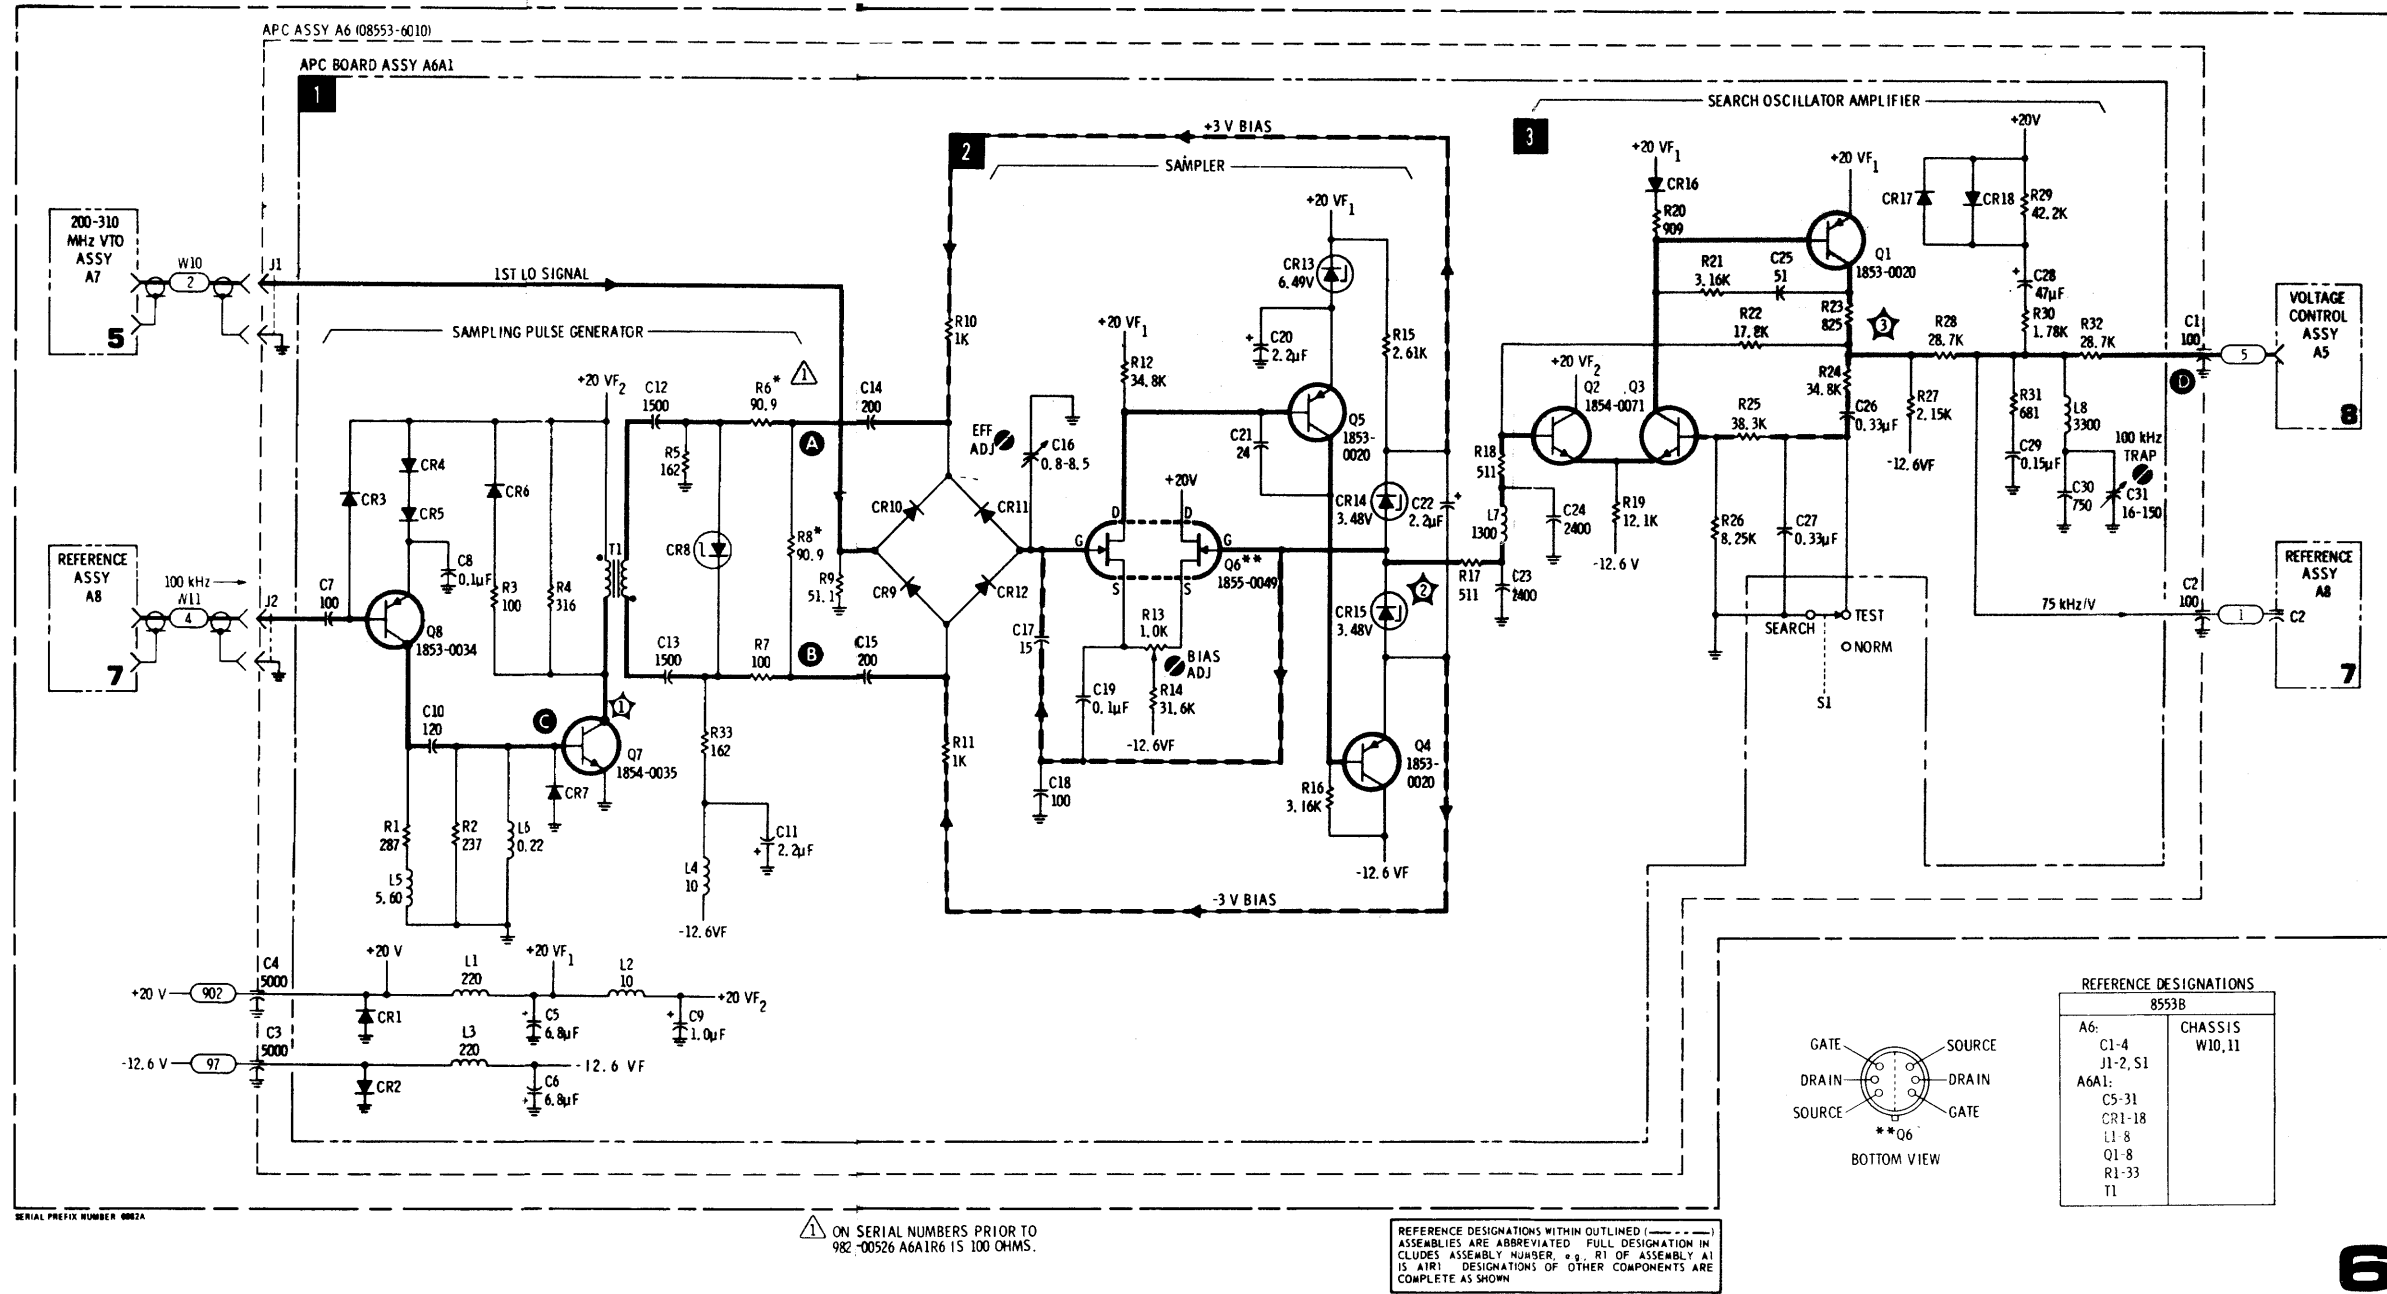 APC ASSY A6 (08553-6010)
APC BOARD ASSY A6A1
1
200-310
MHz VTO
ASSY
A7
5
W10
2
J1
1ST LO SIGNAL
SAMPLING PULSE GENERATOR
REFERENCE
ASSY
A8
7
100 kHz
W11
4
J2
C7
100
CR3
CR4
CR5
C8
0.1µF
Q8
1853-0034
CR6
R3
100
R4
316
+20 VF2
T1
C12
1500
R5
162
CR8
R6*
90.9
1
A
R8*
90.9
C14
200
R9
51.1
C13
1500
R7
100
B
C15
200
C10
120
C
1
Q7
1854-0035
CR7
R1
287
R2
237
L6
0.22
L5
5.60
R33
162
L4
10
C11
+ 2.2µF
-12.6VF
+3 V BIAS
2
SAMPLER
R10
1K
R11
1K
-3 V BIAS
CR10
CR11
CR9
CR12
EFF
ADJ
C16
0.8-8.5
C17
15
C18
100
+20 VF1
R12
34.8K
+20V
D
D
G
G
S
S
Q6**
1855-0049
R13
1.0K
BIAS
ADJ
C19
0.1µF
R14
31.6K
-12.6VF
+20 VF1
CR13
6.49V
+ C20
2.2µF
C21
24
Q5
1853-
0020
R15
2.61K
CR14
3.48V
C22
2.2µF
+
CR15
3.48V
2
Q4
1853-
0020
R16
3.16K
-12.6 VF
R17
511
C23
2400
R18
511
L7
1300
C24
2400
3
SEARCH OSCILLATOR AMPLIFIER
+20 VF1
CR16
R20
909
+20 VF1
Q1
1853-0020
R21
3.16K
C25
51
R22
17.8K
R23
825
3
+20 VF2
Q2
Q3
1854-0071
R19
12.1K
-12.6 V
R25
38.3K
R24
34.8K
C26
0.33µF
R26
8.25K
C27
0.33µF
SEARCH
TEST
NORM
S1
+20V
CR17
CR18
R29
42.2K
+ C28
47µF
R30
1.78K
R28
28.7K
R32
28.7K
R27
2.15K
-12.6VF
R31
681
C29
0.15µF
L8
3300
100 kHz
TRAP
C30
750
C31
16-150
C1
100
5
D
VOLTAGE
CONTROL
ASSY
A5
8
75 kHz/V
C2
100
1
C2
REFERENCE
ASSY
A8
7
+20 V
902
C4
5000
+20 V
CR1
L1
220
+20 VF1
+ C5
6.8µF
L2
10
+20 VF2
+ C9
1.0µF
-12.6 V
97
C3
5000
CR2
L3
220
-12.6 VF
C6
+ 6.8µF
GATE
SOURCE
DRAIN
DRAIN
SOURCE
GATE
**Q6
BOTTOM VIEW
REFERENCE DESIGNATIONS
8553B
A6:
C1-4
J1-2, S1
A6A1:
C5-31
CR1-18
L1-8
Q1-8
R1-33
T1
CHASSIS
W10,11
1 ON SERIAL NUMBERS PRIOR TO
982-00526 A6A1R6 IS 100 OHMS.
REFERENCE DESIGNATIONS WITHIN OUTLINED ( )
ASSEMBLIES ARE ABBREVIATED FULL DESIGNATION IN
CLUDES ASSEMBLY NUMBER, e.g., R1 OF ASSEMBLY A1
IS A1R1 DESIGNATIONS OF OTHER COMPONENTS ARE
COMPLETE AS SHOWN
SERIAL PREFIX NUMBER
6